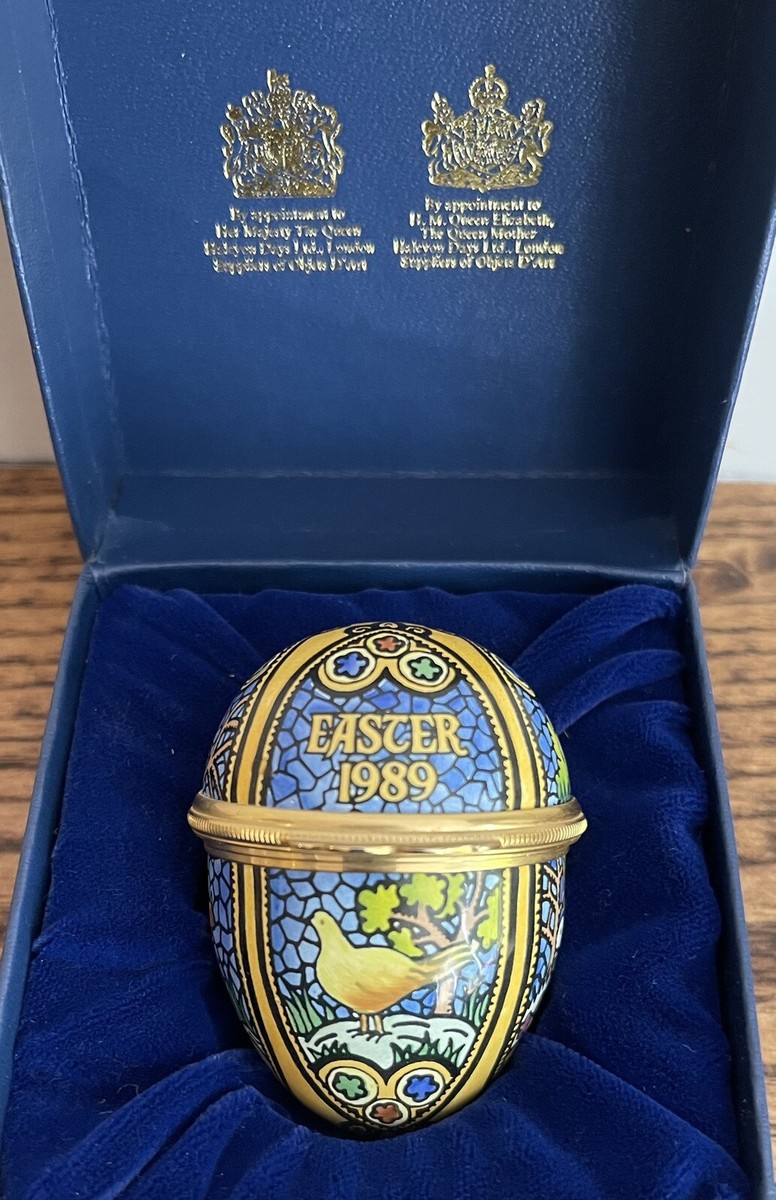 By appointment to
Her Majesty The Queen
Halcyon Days Ltd., London
Suppliers of Objets D'Art
By appointment to
H. M. Queen Elizabeth,
The Queen Mother
Halcyon Days Ltd., London
Suppliers of Objets D'Art
EASTER
1989